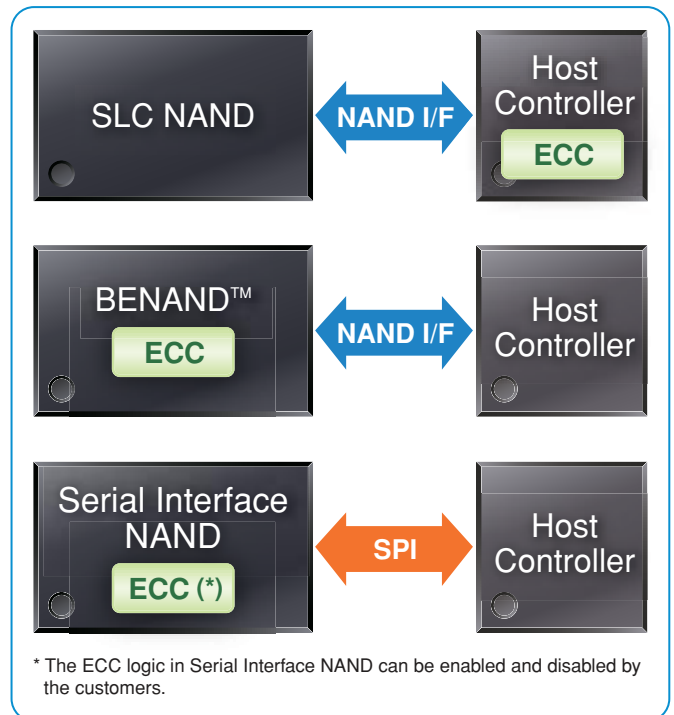 SLC NAND
NAND I/F
Host
Controller
ECC
BENAND™
ECC
NAND I/F
Host
Controller
Serial Interface
NAND
ECC (*)
SPI
Host
Controller
* The ECC logic in Serial Interface NAND can be enabled and disabled by
the customers.